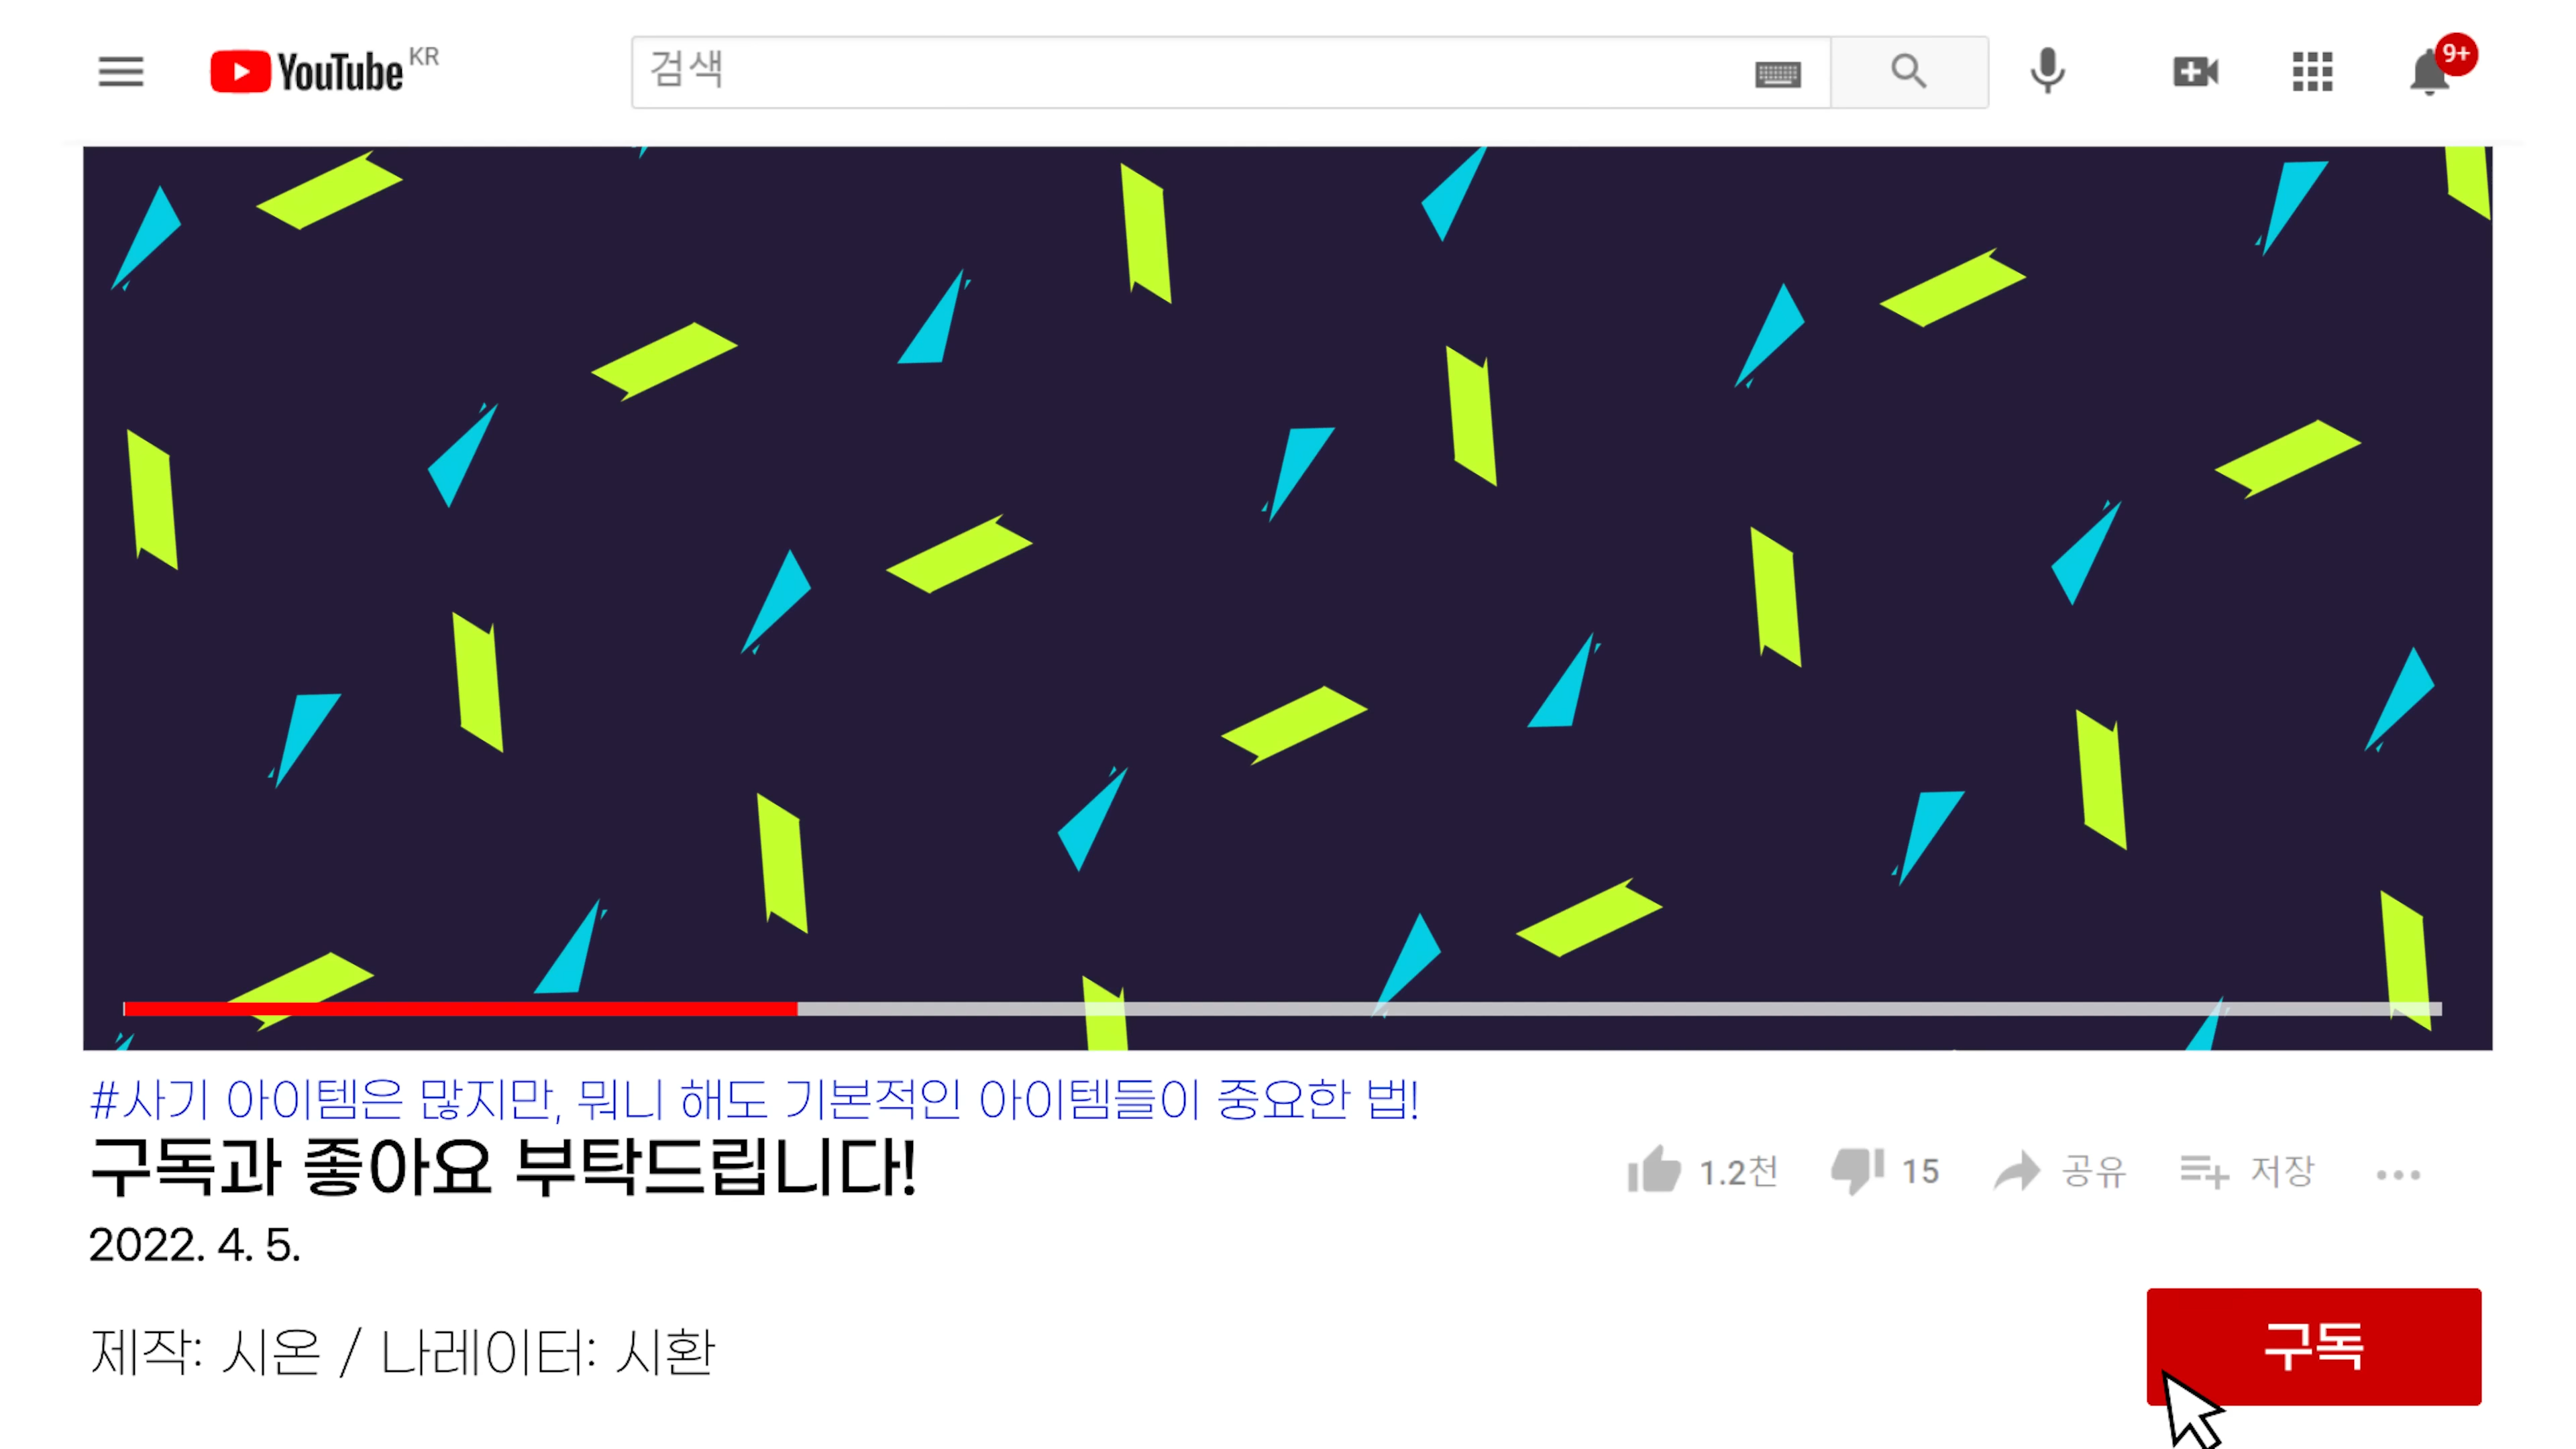 YouTube KR
검색
9+
#사기 아이템은 많지만, 뭐니 해도 기본적인 아이템들이 중요한 법!
구독과 좋아요 부탁드립니다!
1.2천 15 공유 저장
2022. 4. 5.
제작: 시온 / 나레이터: 시환
구독